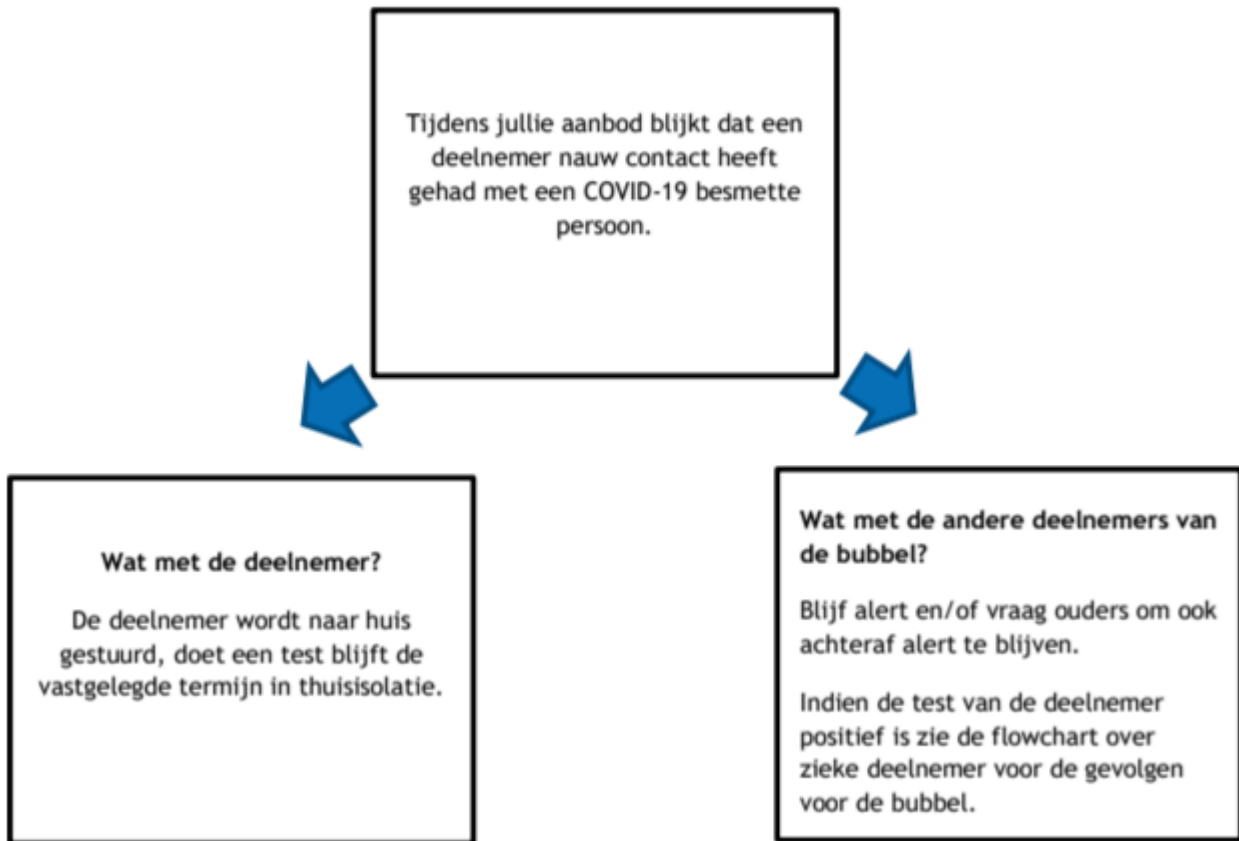 Tijdens jullie aanbod blijkt dat een
deelnemer nauw contact heeft
gehad met een COVID-19 besmette
persoon.
Wat met de deelnemer?
De deelnemer wordt naar huis
gestuurd, doet een test blijft de
vastgelegde termijn in thuisisolatie.
Wat met de andere deelnemers van
de bubbel?
Blijf alert en/of vraag ouders om ook
achteraf alert te blijven.
Indien de test van de deelnemer
positief is zie de flowchart over
zieke deelnemer voor de gevolgen
voor de bubbel.